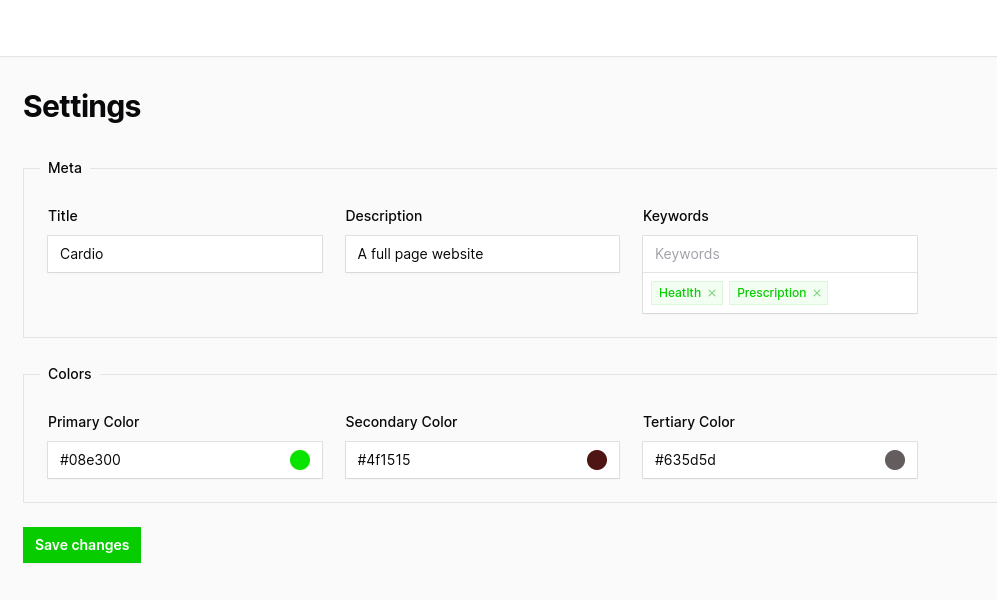 Settings
Meta
Title
Description
Keywords
Cardio
A full page website
Keywords
Heatlth
Prescription
Colors
Primary Color
Secondary Color
Tertiary Color
#08e300
#4f1515
#635d5d
Save changes